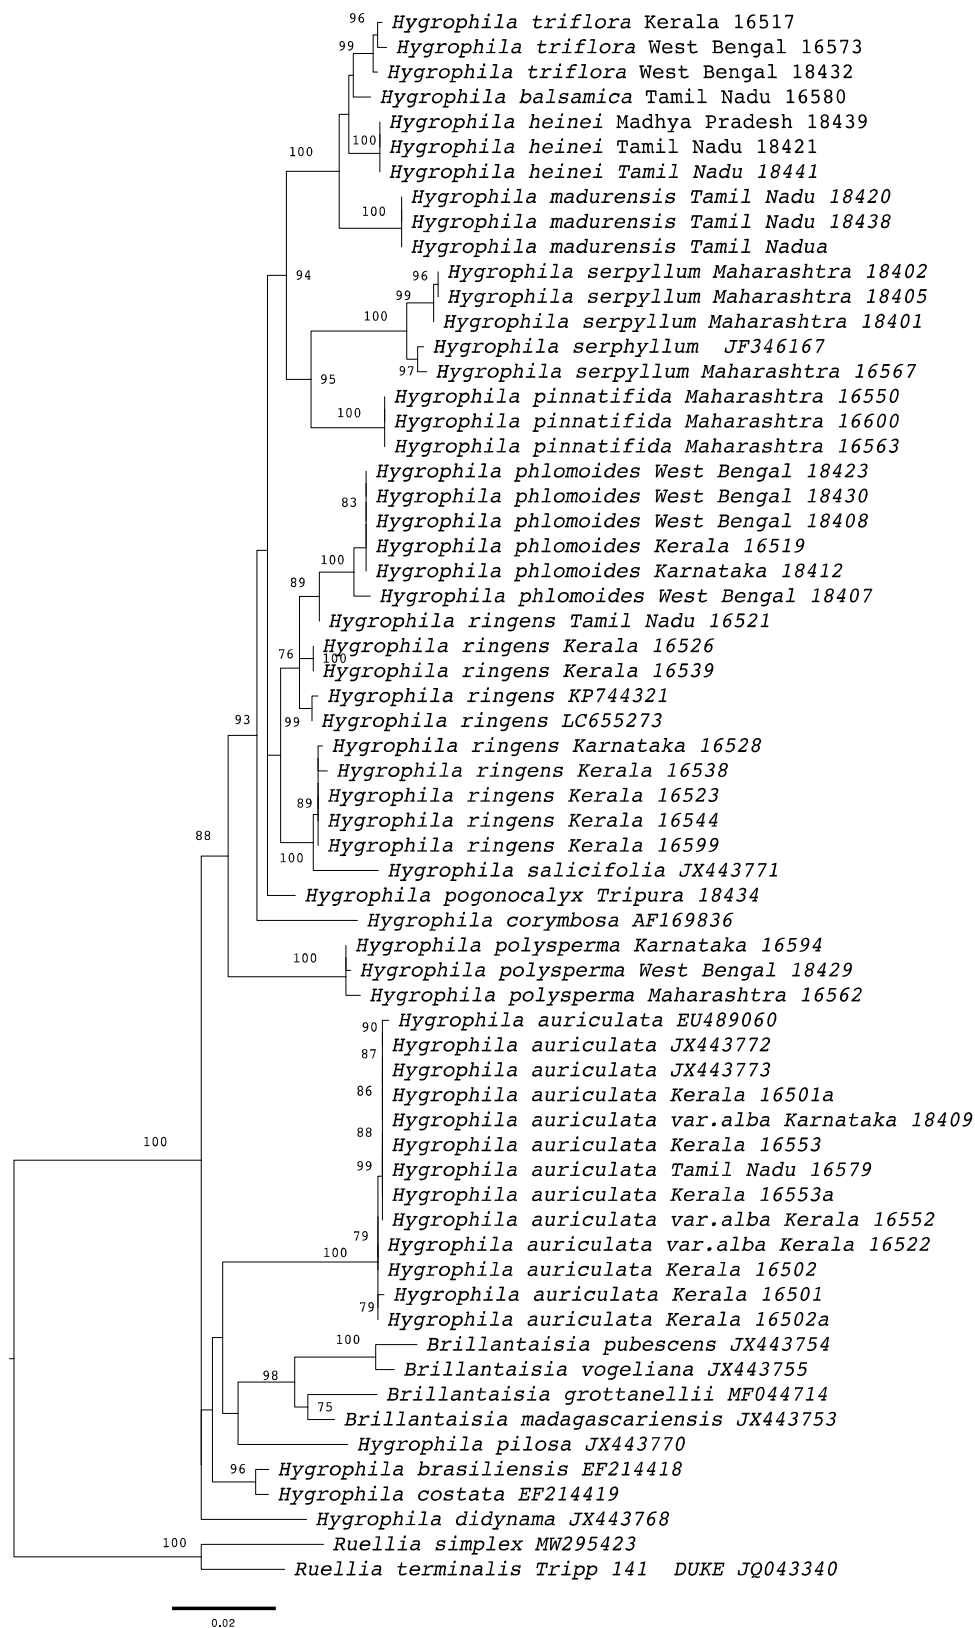 96
Hygrophila triflora Kerala 16517
99
Hygrophila triflora West Bengal 16573
Hygrophila triflora West Bengal 18432
Hygrophila balsamica Tamil Nadu 16580
Hygrophila heinei Madhya Pradesh 18439
100
Hygrophila heinei Tamil Nadu 18421
100
Hygrophila heinei Tamil Nadu 18441
Hygrophila madurensis Tamil Nadu 18420
100
Hygrophila madurensis Tamil Nadu 18438
Hygrophila madurensis Tamil Nadua
94
96
Hygrophila serpyllum Maharashtra 18402
99
Hygrophila serpyllum Maharashtra 18405
100
Hygrophila serpyllum Maharashtra 18401
Hygrophila serphyllum JF346167
97
Hygrophila serpyllum Maharashtra 16567
95
Hygrophila pinnatifida Maharashtra 16550
100
Hygrophila pinnatifida Maharashtra 16600
Hygrophila pinnatifida Maharashtra 16563
Hygrophila phlomoides West Bengal 18423
83
Hygrophila phlomoides West Bengal 18430
Hygrophila phlomoides West Bengal 18408
Hygrophila phlomoides Kerala 16519
100
Hygrophila phlomoides Karnataka 18412
89
Hygrophila phlomoides West Bengal 18407
Hygrophila ringens Tamil Nadu 16521
Hygrophila ringens Kerala 16526
76
100
Hygrophila ringens Kerala 16539
Hygrophila ringens KP744321
93
99
Hygrophila ringens LC655273
Hygrophila ringens Karnataka 16528
Hygrophila ringens Kerala 16538
89
Hygrophila ringens Kerala 16523
Hygrophila ringens Kerala 16544
88
Hygrophila ringens Kerala 16599
100
Hygrophila salicifolia JX443771
Hygrophila pogonocalyx Tripura 18434
Hygrophila corymbosa AF169836
Hygrophila polysperma Karnataka 16594
100
Hygrophila polysperma West Bengal 18429
Hygrophila polysperma Maharashtra 16562
90
Hygrophila auriculata EU489060
87
Hygrophila auriculata JX443772
Hygrophila auriculata JX443773
86
Hygrophila auriculata Kerala 16501a
Hygrophila auriculata var.alba Karnataka 18409
88
100
Hygrophila auriculata Kerala 16553
99
Hygrophila auriculata Tamil Nadu 16579
Hygrophila auriculata Kerala 16553a
Hygrophila auriculata var.alba Kerala 16552
79
Hygrophila auriculata var.alba Kerala 16522
100
Hygrophila auriculata Kerala 16502
Hygrophila auriculata Kerala 16501
79
Hygrophila auriculata Kerala 16502a
100
Brillantaisia pubescens JX443754
Brillantaisia vogeliana JX443755
98
Brillantaisia grottanellii MF044714
75
Brillantaisia madagascariensis JX443753
Hygrophila pilosa JX443770
96
Hygrophila brasiliensis EF214418
Hygrophila costata EF214419
Hygrophila didynama JX443768
100
Ruellia simplex MW295423
Ruellia terminalis Tripp 141 DUKE JQ043340
0.02